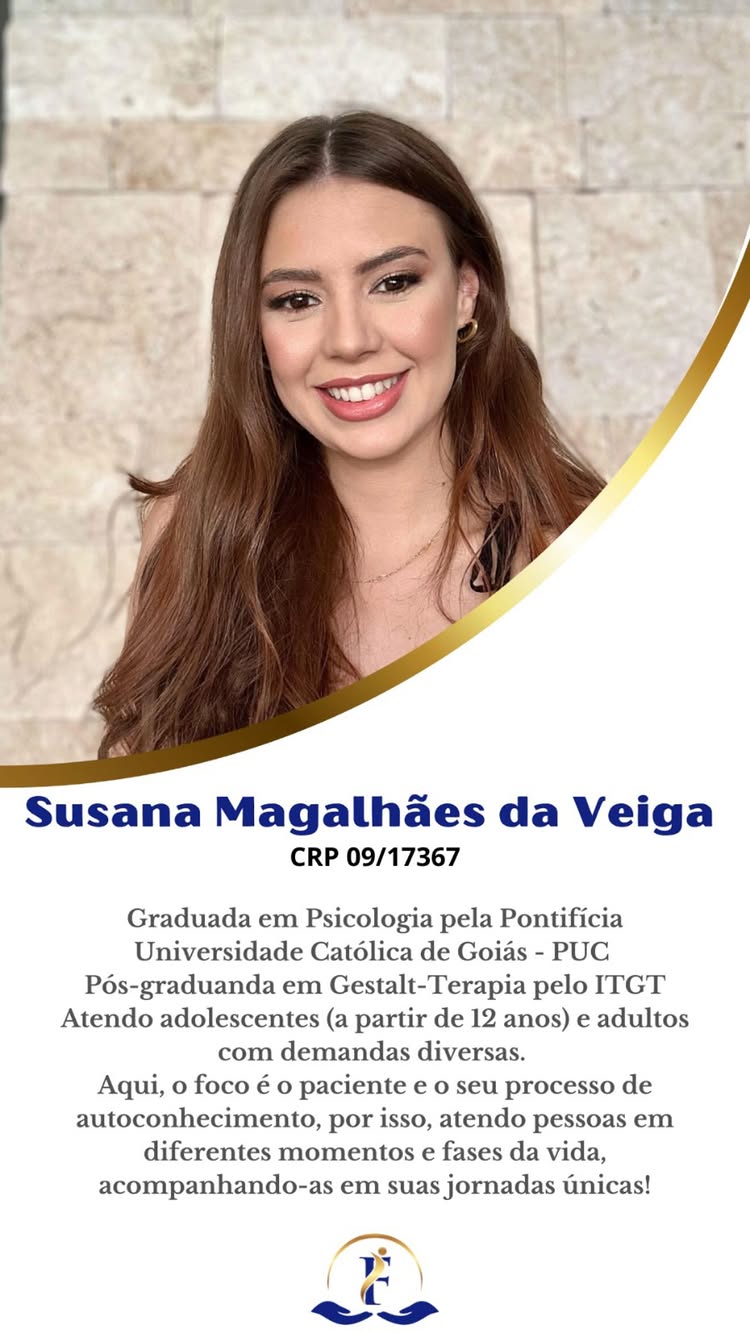 Susana Magalhães da Veiga
CRP 09/17367
Graduada em Psicologia pela Pontifícia
Universidade Católica de Goiás - PUC
Pós-graduanda em Gestalt-Terapia pelo ITGT
Atendo adolescentes (a partir de 12 anos) e adultos
com demandas diversas.
Aqui, o foco é o paciente e o seu processo de
autoconhecimento, por isso, atendo pessoas em
diferentes momentos e fases da vida,
acompanhando-as em suas jornadas únicas!
F